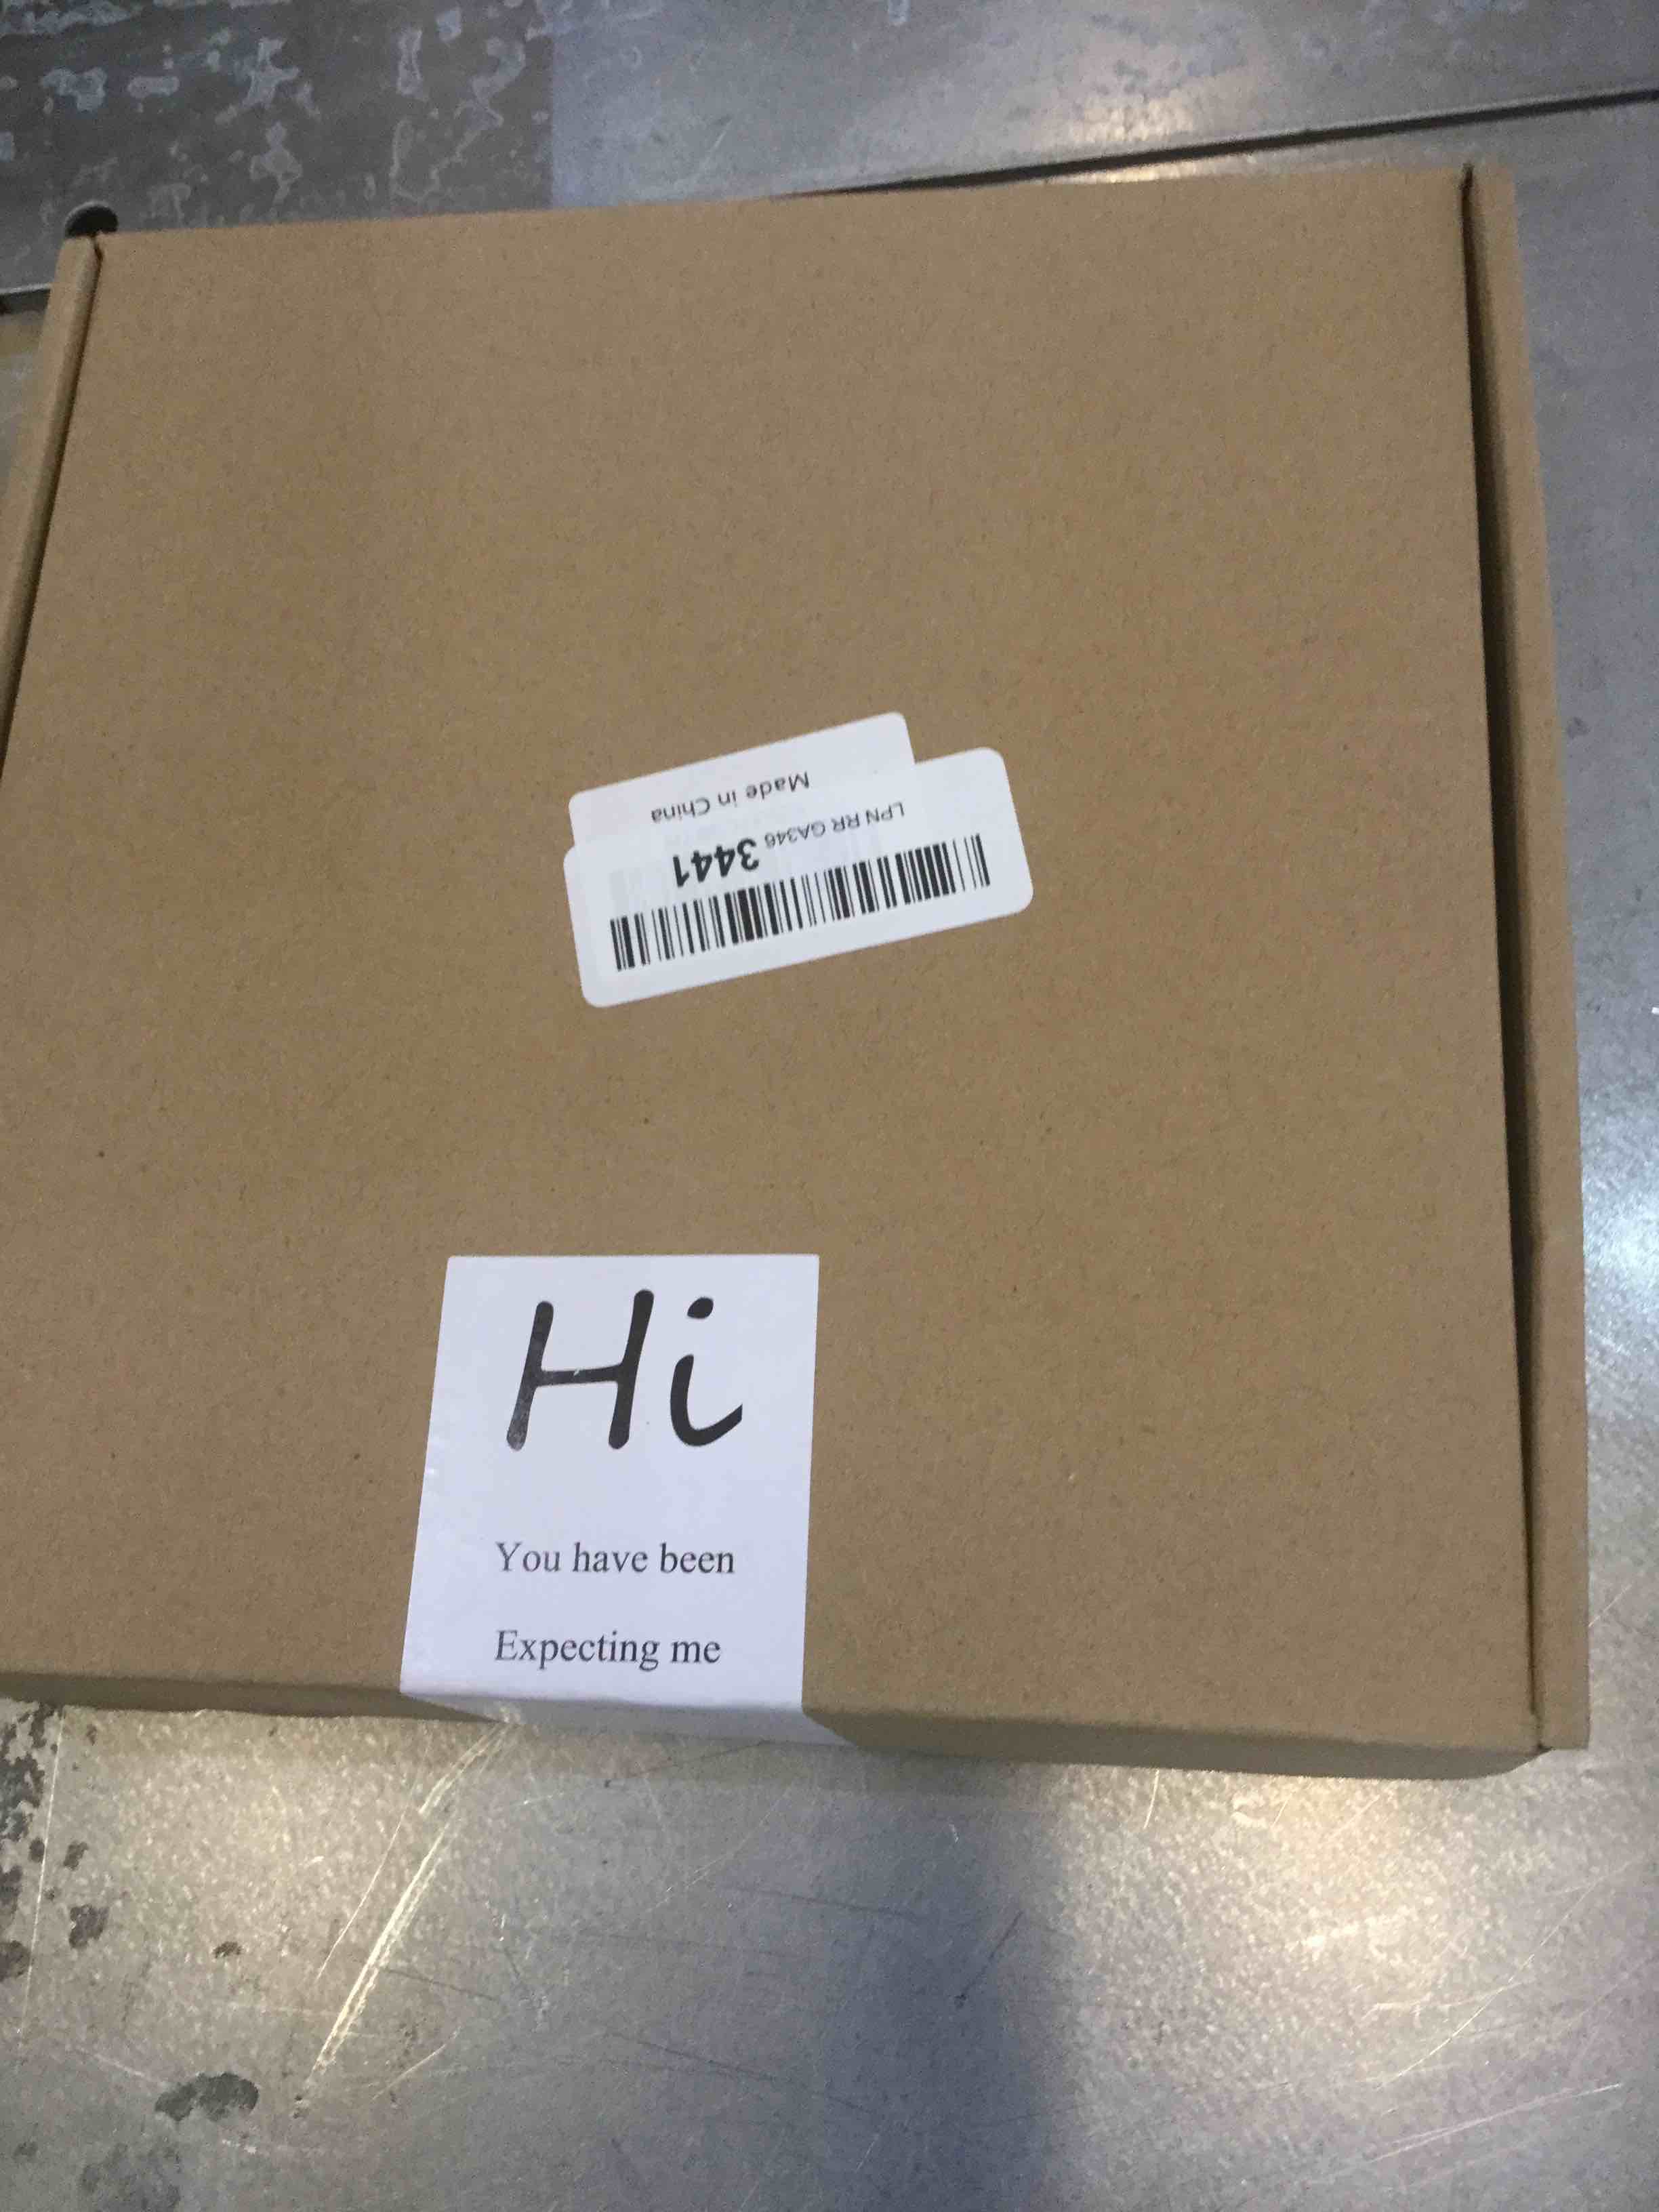 Made in China
LPN RR GA346 3441
Hi
You have been
Expecting me